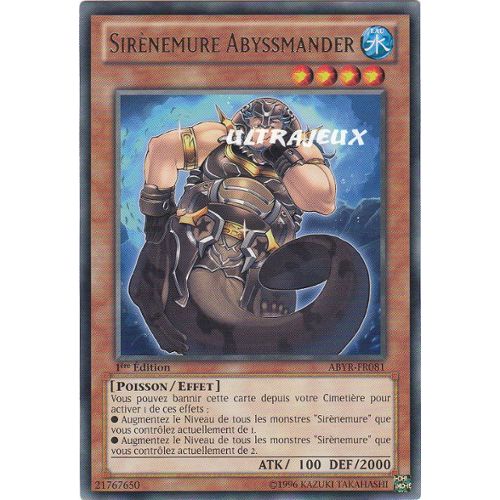 SIRÈNEMURE ABYSSMANDER
EAU
水
ULTRAJEUX
1ère Édition
ABYR-FR081
[POISSON/EFFET]
Vous pouvez bannir cette carte depuis votre Cimetière pour
activer 1 de ces effets :
● Augmentez le Niveau de tous les monstres "Sirènemure" que
vous contrôlez actuellement de 1.
● Augmentez le Niveau de tous les monstres "Sirènemure" que
vous contrôlez actuellement de 2.
ATK/ 100 DEF/2000
21767650
©1996 KAZUKI TAKAHASHI